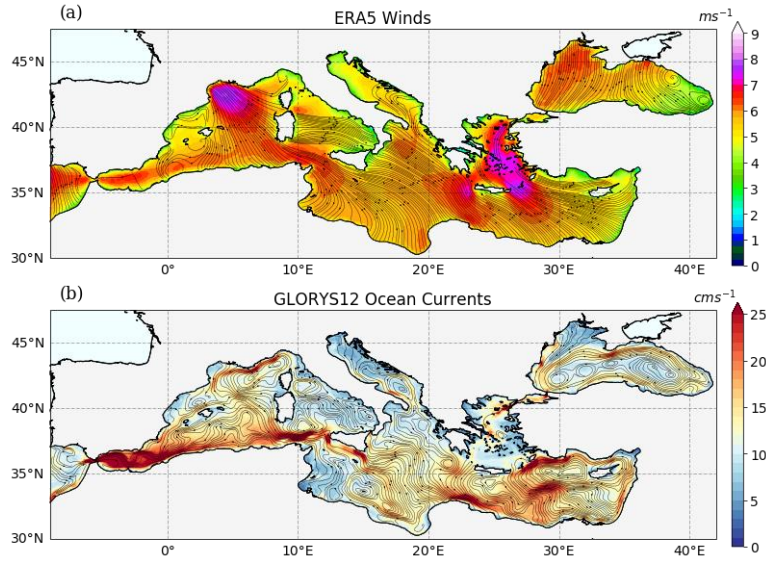 (a)
ERA5 Winds
ms⁻¹
45°N
40°N
35°N
30°N
0°
10°E
20°E
30°E
40°E
9
8
7
6
5
4
3
2
1
0
(b)
GLORYS12 Ocean Currents
cms⁻¹
45°N
40°N
35°N
30°N
0°
10°E
20°E
30°E
40°E
25
20
15
10
5
0